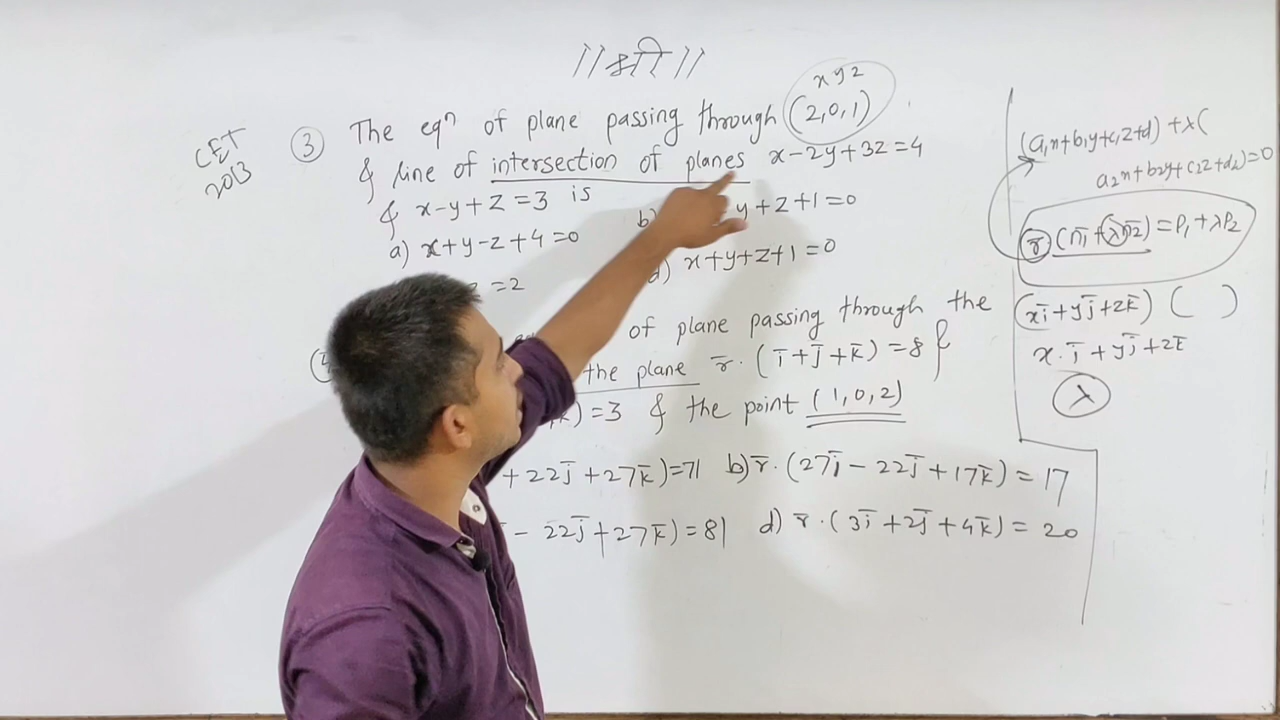 ॥ श्री ॥
CET 2013
③ The eqⁿ of plane passing through (2,0,1)
x y z
& line of intersection of planes x-2y+3z=4
& x-y+z=3 is
a) x+y-z+4=0
b) y+z+1=0
z=2
d) x+y+z+1=0
of plane passing through the
the plane r̄·(ī+j̄+k̄)=8 &
)=3 & the point (1,0,2)
+22j̄+27k̄)=71 b) r̄·(27ī-22j̄+17k̄)=17
-22j̄+27k̄)=81 d) r̄·(3ī+2j̄+4k̄)=20
(a₁x+b₁y+c₁z+d)+λ(
a₂x+b₂y+c₂z+d₂)=0
r̄(n̄₁+λn̄₂)=P₁+λP₂
(xī+yj̄+zk̄) ( )
x·ī+yj̄+zk̄
λ